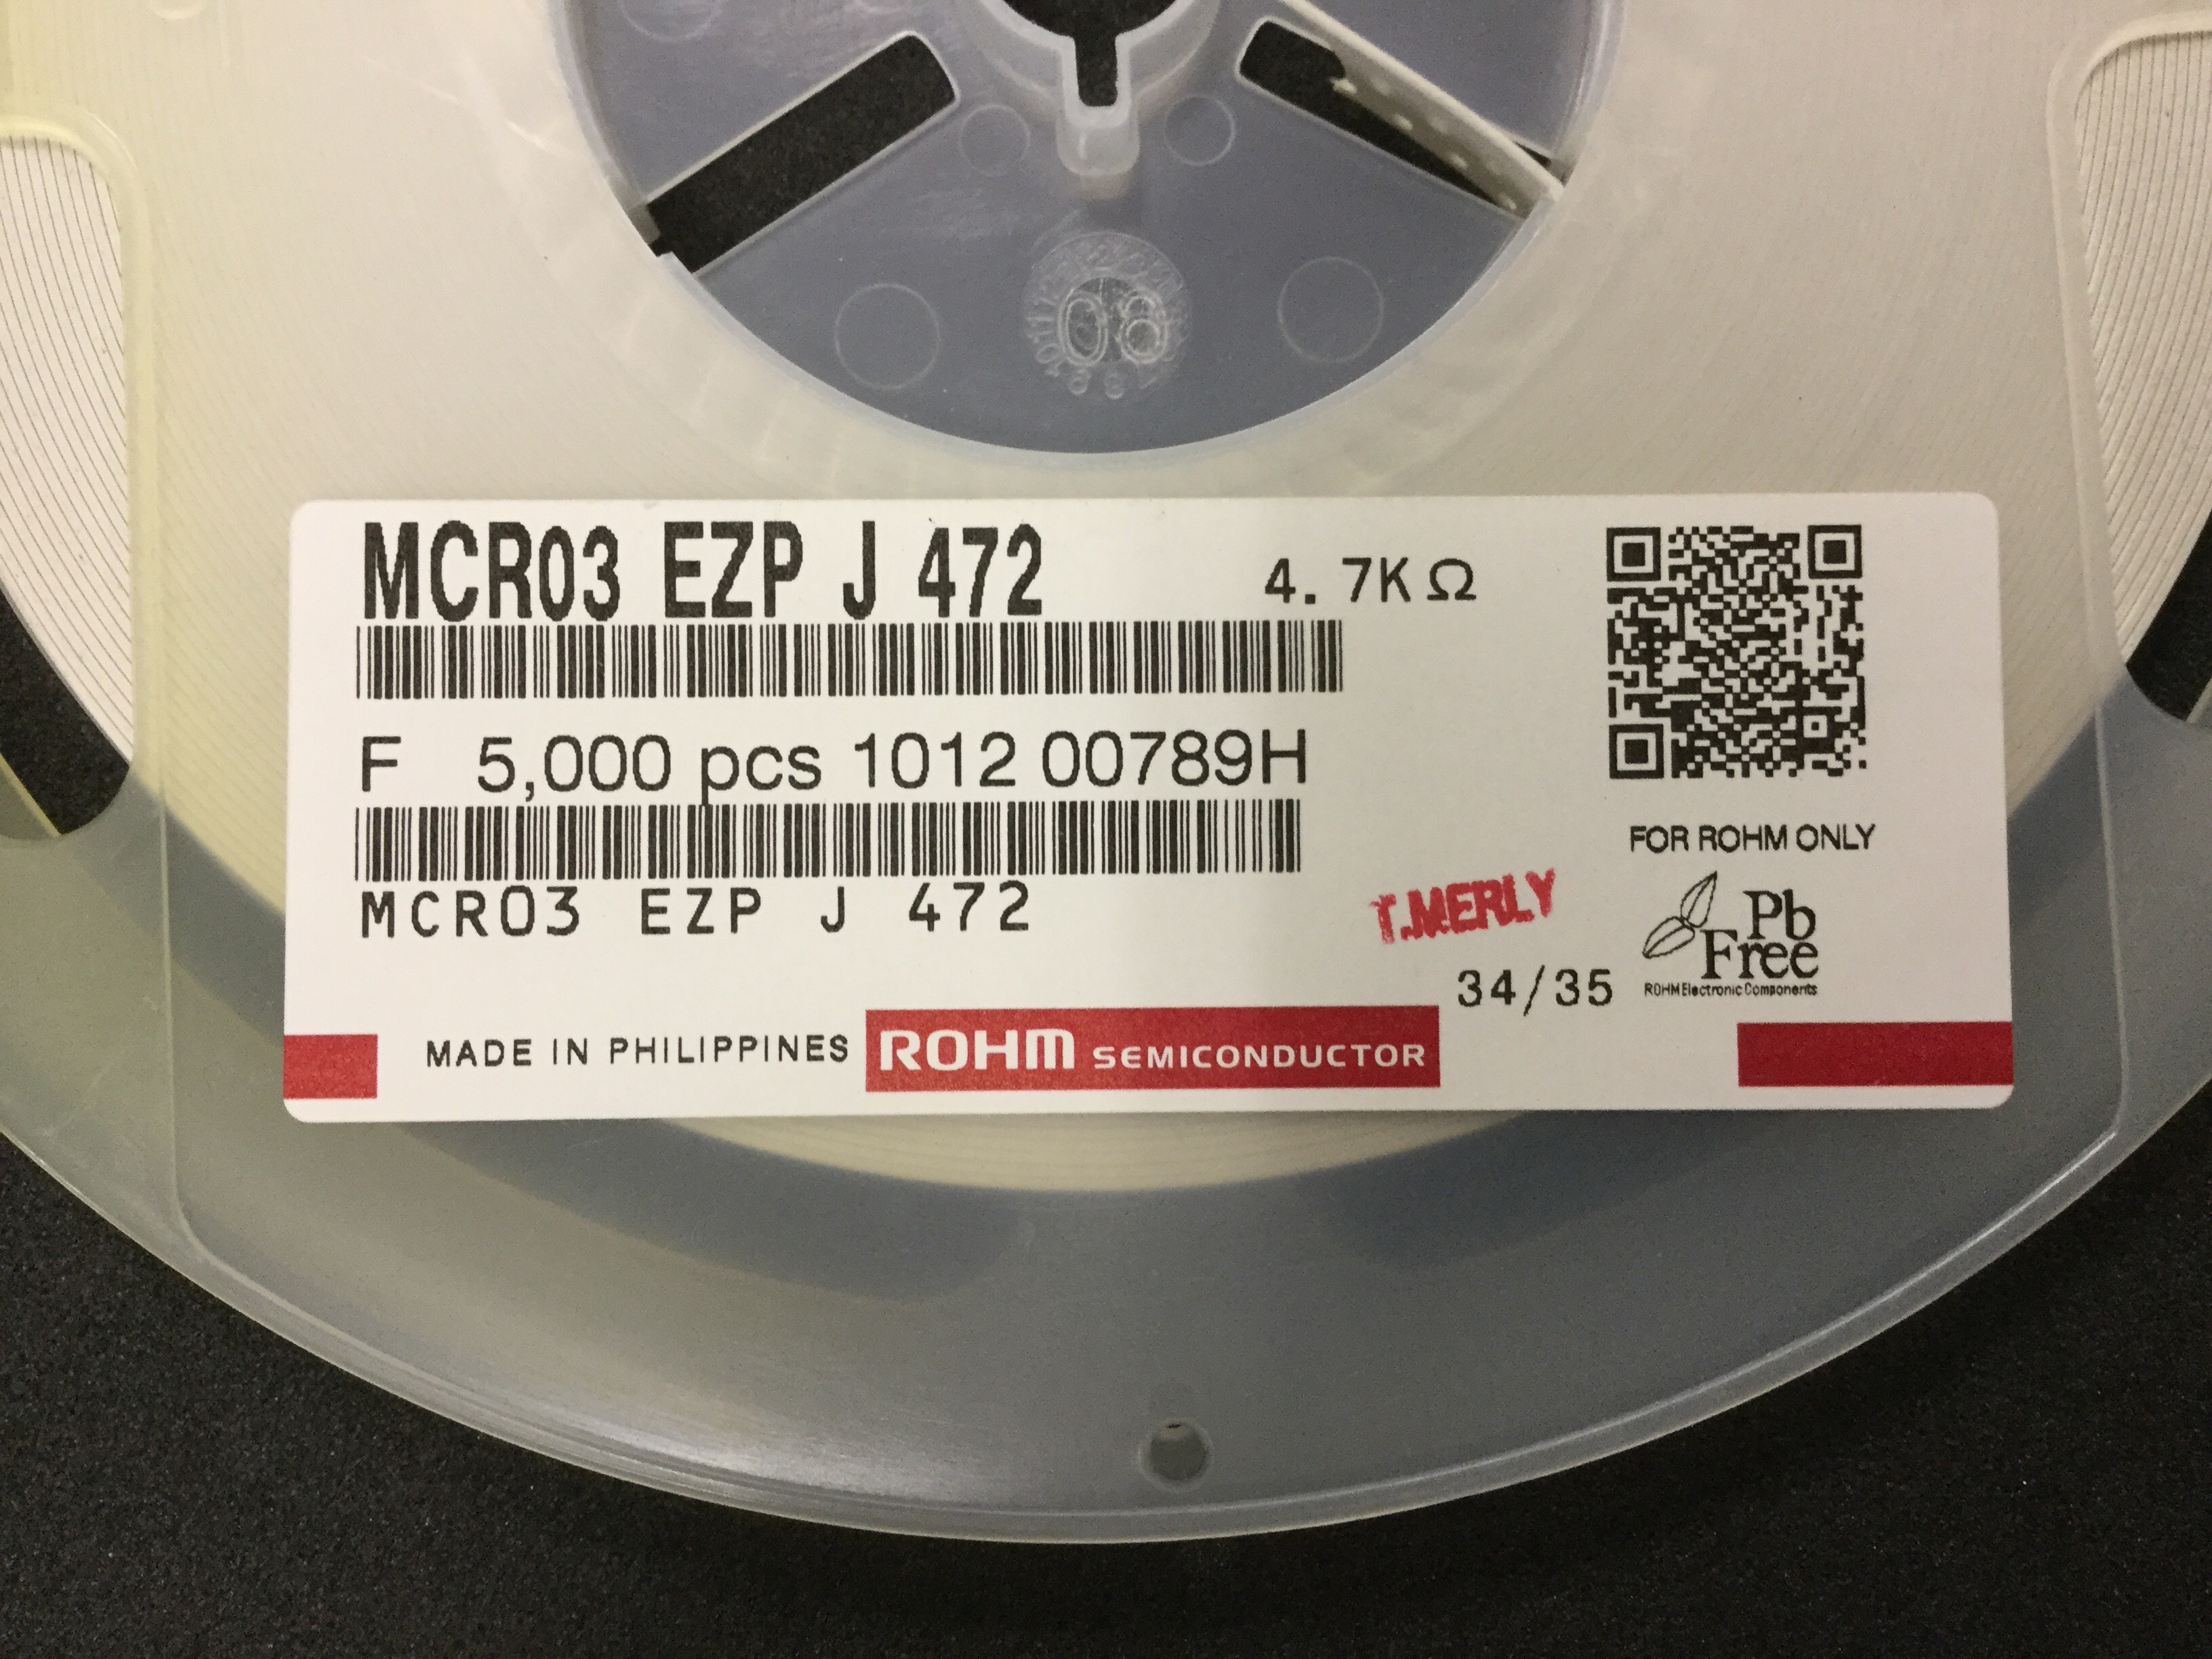 08
MCR03 EZP J 472
4.7KΩ
F 5,000 pcs 1012 00789H
FOR ROHM ONLY
MCR03 EZP J 472
T.MERLY
Pb
Free
ROHM Electronic Components
34/35
MADE IN PHILIPPINES
ROHM SEMICONDUCTOR